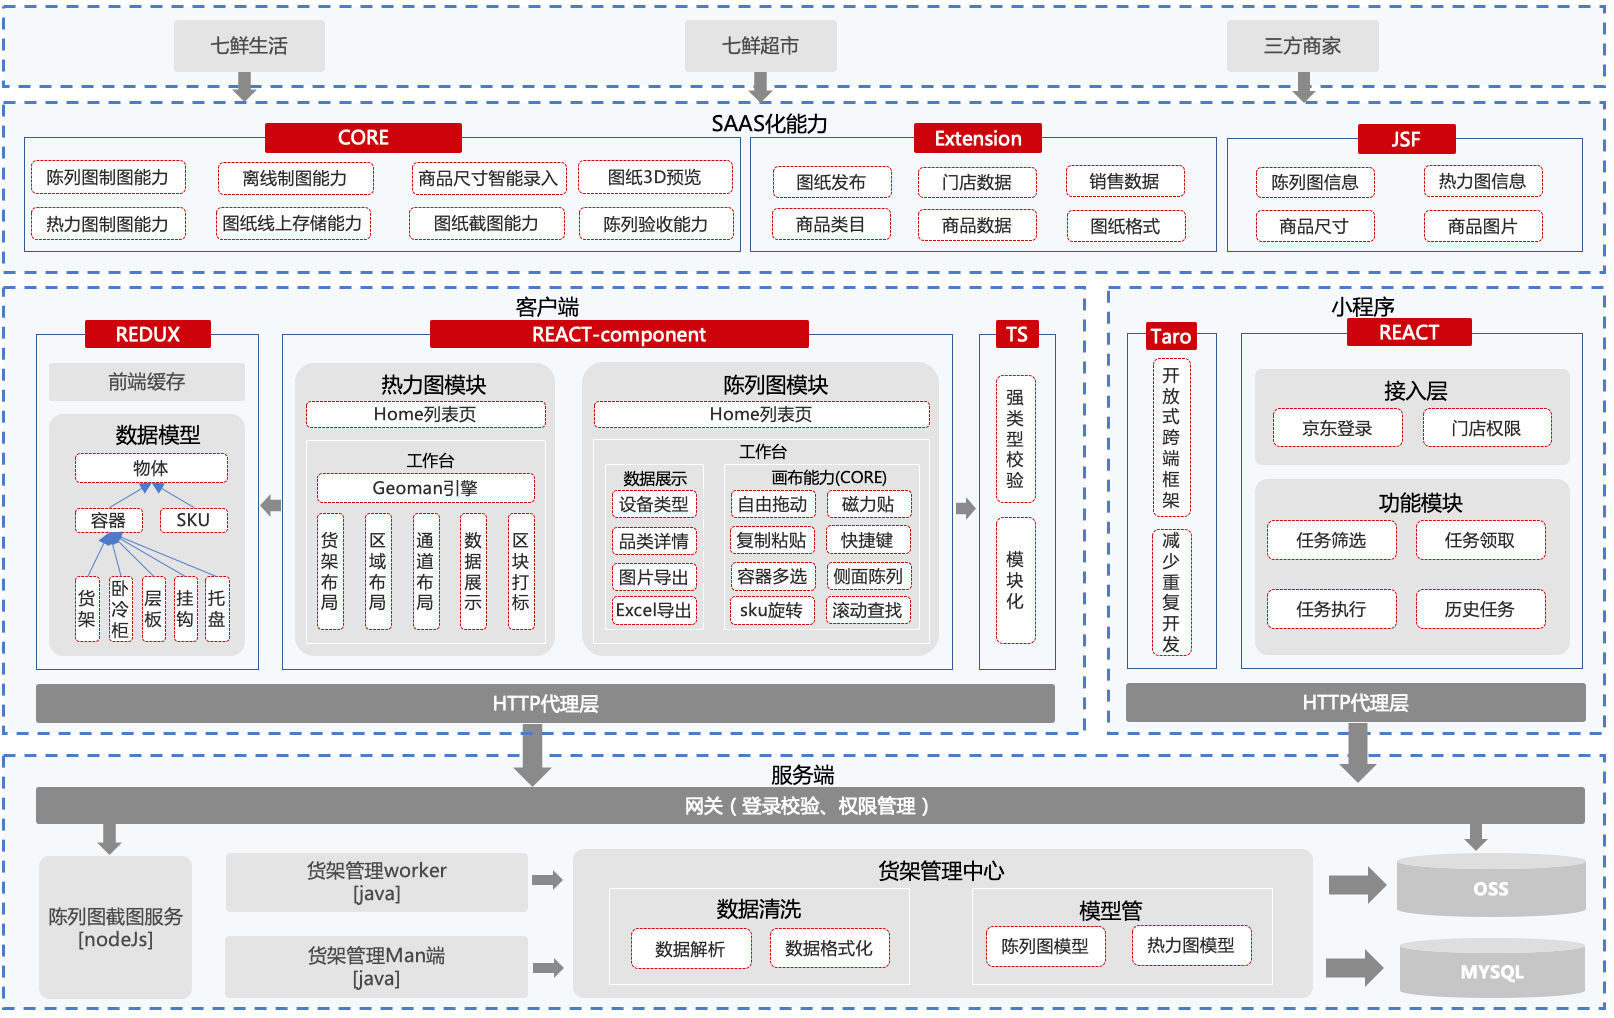 七鲜生活
七鲜超市
三方商家
SAAS化能力
CORE
陈列图制图能力
离线制图能力
商品尺寸智能录入
图纸3D预览
热力图制图能力
图纸线上存储能力
图纸截图能力
陈列验收能力
Extension
图纸发布
门店数据
销售数据
商品类目
商品数据
图纸格式
JSF
陈列图信息
热力图信息
商品尺寸
商品图片
客户端
REDUX
前端缓存
数据模型
物体
容器
SKU
货架
卧冷柜
层板
挂钩
托盘
REACT-component
热力图模块
Home列表页
工作台
Geoman引擎
货架布局
区域布局
通道布局
数据展示
区块打标
陈列图模块
Home列表页
工作台
数据展示
设备类型
品类详情
图片导出
Excel导出
画布能力(CORE)
自由拖动
磁力贴
复制粘贴
快捷键
容器多选
侧面陈列
sku旋转
滚动查找
TS
强类型校验
模块化
HTTP代理层
小程序
Taro
开放式跨端框架
减少重复开发
REACT
接入层
京东登录
门店权限
功能模块
任务筛选
任务领取
任务执行
历史任务
HTTP代理层
服务端
网关（登录校验、权限管理）
陈列图截图服务
[nodeJs]
货架管理worker
[java]
货架管理Man端
[java]
货架管理中心
数据清洗
数据解析
数据格式化
模型管
陈列图模型
热力图模型
OSS
MYSQL